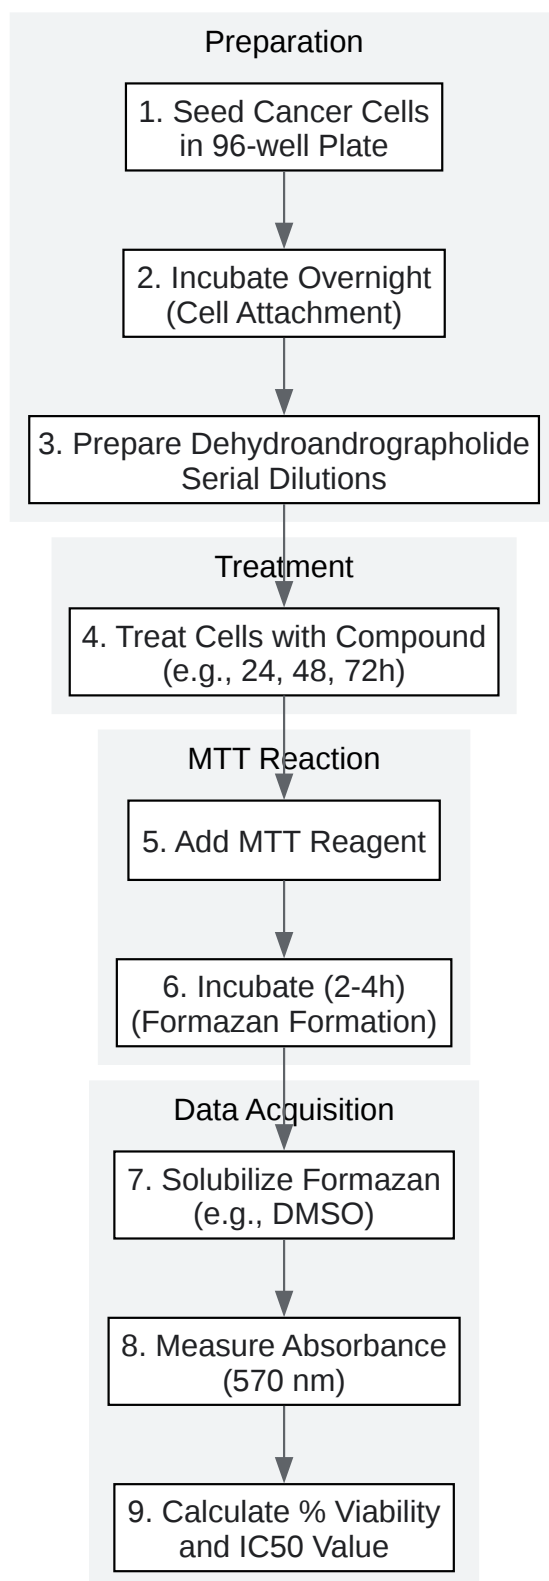 Preparation
1. Seed Cancer Cells
in 96-well Plate
2. Incubate Overnight
(Cell Attachment)
3. Prepare Dehydroandrographolide
Serial Dilutions
Treatment
4. Treat Cells with Compound
(e.g., 24, 48, 72h)
MTT Reaction
5. Add MTT Reagent
6. Incubate (2-4h)
(Formazan Formation)
Data Acquisition
7. Solubilize Formazan
(e.g., DMSO)
8. Measure Absorbance
(570 nm)
9. Calculate % Viability
and IC50 Value